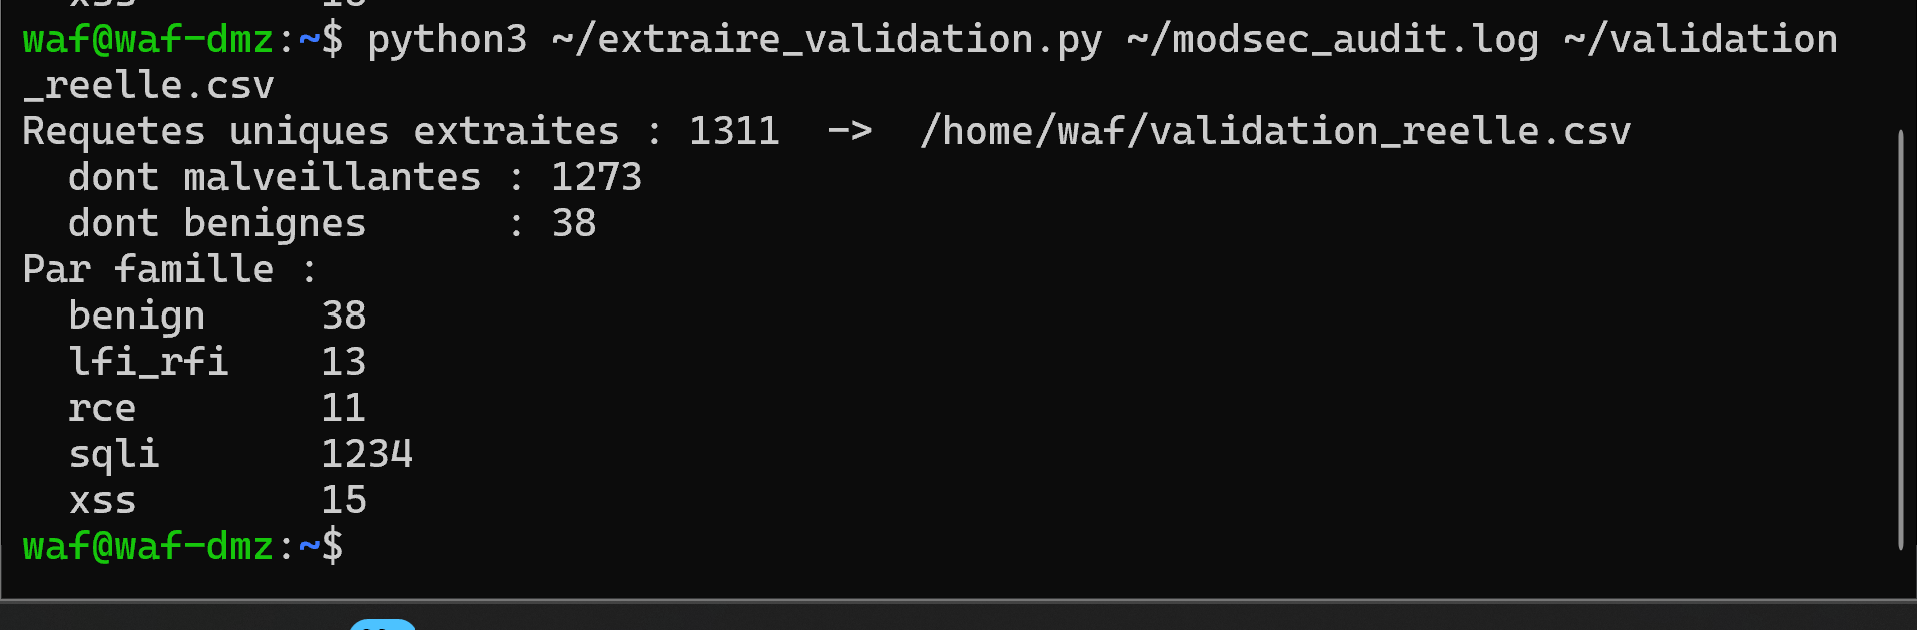 waf@waf-dmz:~$ python3 ~/extraire_validation.py ~/modsec_audit.log ~/validation
_reelle.csv
Requetes uniques extraites : 1311  ->  /home/waf/validation_reelle.csv
  dont malveillantes : 1273
  dont benignes      : 38
Par famille :
  benign     38
  lfi_rfi    13
  rce        11
  sqli       1234
  xss        15
waf@waf-dmz:~$